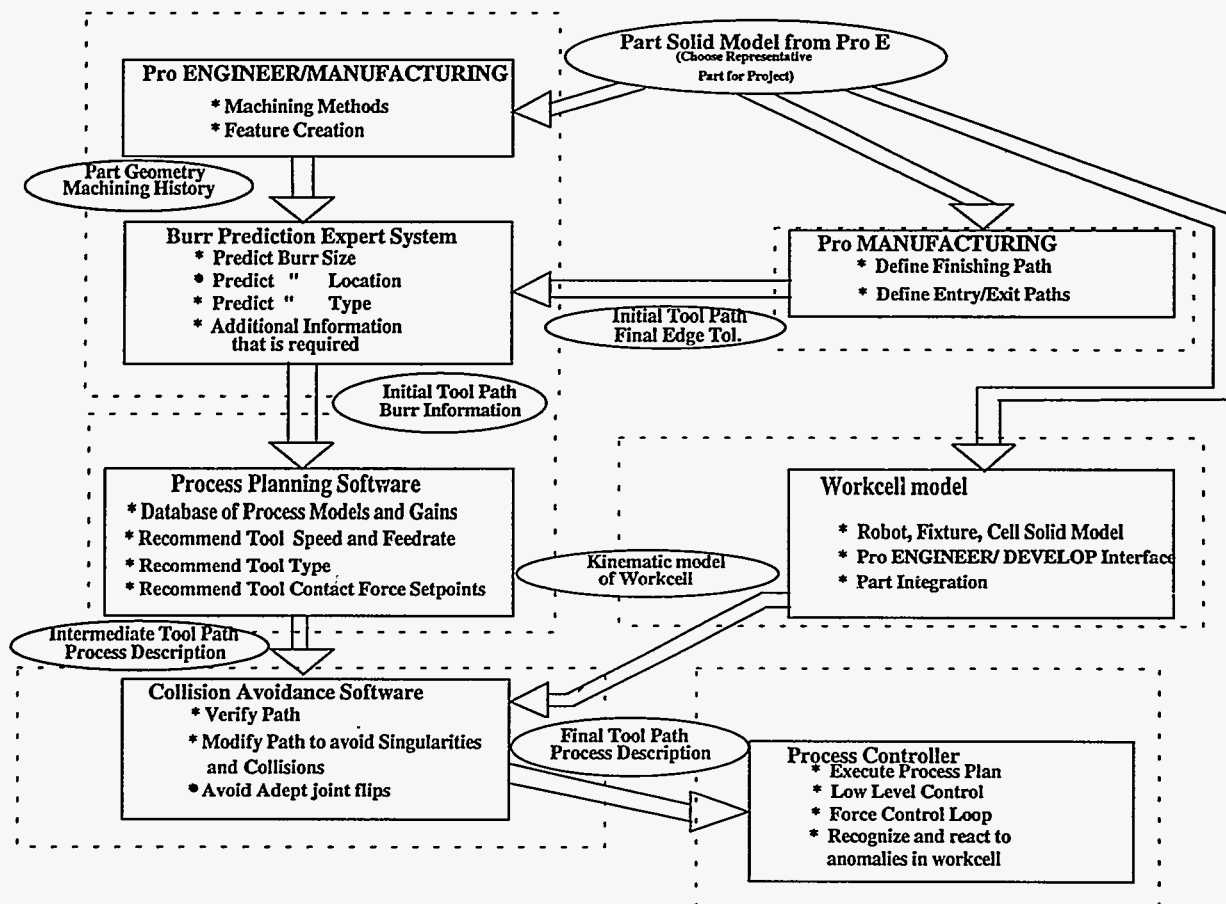 Part Solid Model from Pro E
(Choose Representative
Part for Project)
Pro ENGINEER/MANUFACTURING
* Machining Methods
* Feature Creation
Part Geometry
Machining History
Burr Prediction Expert System
* Predict Burr Size
● Predict " Location
* Predict " Type
* Additional Information
that is required
Pro MANUFACTURING
* Define Finishing Path
* Define Entry/Exit Paths
Initial Tool Path
Final Edge Tol.
Initial Tool Path
Burr Information
Process Planning Software
* Database of Process Models and Gains
* Recommend Tool Speed and Feedrate
* Recommend Tool Type
* Recommend Tool Contact Force Setpoints
Workcell model
* Robot, Fixture, Cell Solid Model
* Pro ENGINEER/ DEVELOP Interface
* Part Integration
Kinematic model
of Workcell
Intermediate Tool Path
Process Description
Collision Avoidance Software
* Verify Path
* Modify Path to avoid Singularities
and Collisions
● Avoid Adept joint flips
Final Tool Path
Process Description
Process Controller
* Execute Process Plan
* Low Level Control
* Force Control Loop
* Recognize and react to
anomalies in workcell